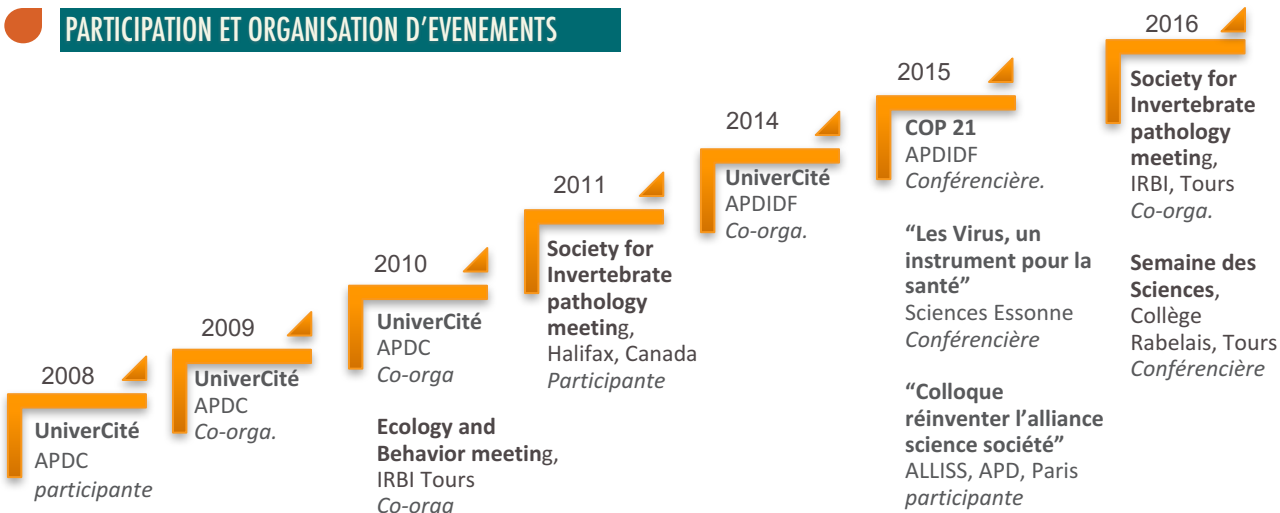 PARTICIPATION ET ORGANISATION D'EVENEMENTS
2008
UniverCité
APDC
participante
2009
UniverCité
APDC
Co-orga.
2010
UniverCité
APDC
Co-orga
Ecology and
Behavior meeting,
IRBI Tours
Co-orga
2011
Society for
Invertebrate
pathology
meeting,
Halifax, Canada
Participante
2014
UniverCité
APDIDF
Co-orga.
2015
COP 21
APDIDF
Conférencière.
“Les Virus, un
instrument pour la
santé”
Sciences Essonne
Conférencière
“Colloque
réinventer l’alliance
science société”
ALLISS, APD, Paris
participante
2016
Society for
Invertebrate
pathology
meeting,
IRBI, Tours
Co-orga.
Semaine des
Sciences,
Collège
Rabelais, Tours
Conférencière